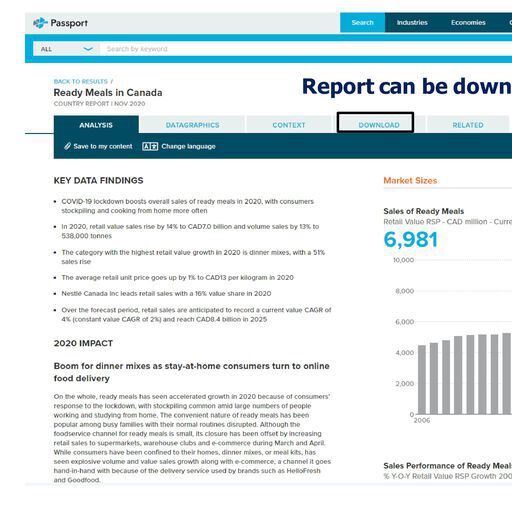 Passport
Search
Industries
Economies
ALL
Search by keyword
BACK TO RESULTS /
Ready Meals in Canada
COUNTRY REPORT | NOV 2020
Report can be down
ANALYSIS
DATAGRAPHICS
CONTEXT
DOWNLOAD
RELATED
Save to my content
Change language
KEY DATA FINDINGS
• COVID-19 lockdown boosts overall sales of ready meals in 2020, with consumers
stockpiling and cooking from home more often
• In 2020, retail value sales rise by 14% to CAD7.0 billion and volume sales by 13% to
538,000 tonnes
• The category with the highest retail value growth in 2020 is dinner mixes, with a 51%
sales rise
• The average retail unit price goes up by 1% to CAD13 per kilogram in 2020
• Nestlé Canada Inc leads retail sales with a 16% value share in 2020
• Over the forecast period, retail sales are anticipated to record a current value CAGR of
4% (constant value CAGR of 2%) and reach CAD8.4 billion in 2025
2020 IMPACT
Boom for dinner mixes as stay-at-home consumers turn to online
food delivery
On the whole, ready meals has seen accelerated growth in 2020 because of consumers'
response to the lockdown, with stockpiling common amid large numbers of people
working and studying from home. The convenient nature of ready meals has been
popular among busy families with their normal routines disrupted. Although the
foodservice channel for ready meals is small, its closure has been offset by increasing
retail sales to supermarkets, warehouse clubs and e-commerce during March and April.
While consumers have been confined to their homes, dinner mixes, or meal kits, has
seen explosive volume and value sales growth along with e-commerce, a channel it goes
hand-in-hand with because of the delivery service used by brands such as HelloFresh
and Goodfood.
Market Sizes
Sales of Ready Meals
Retail Value RSP - CAD million - Curre
6,981
10,000
8,000
6,000
4,000
2,000
0
2006
Sales Performance of Ready Meal
% Y-O-Y Retail Value RSP Growth 200